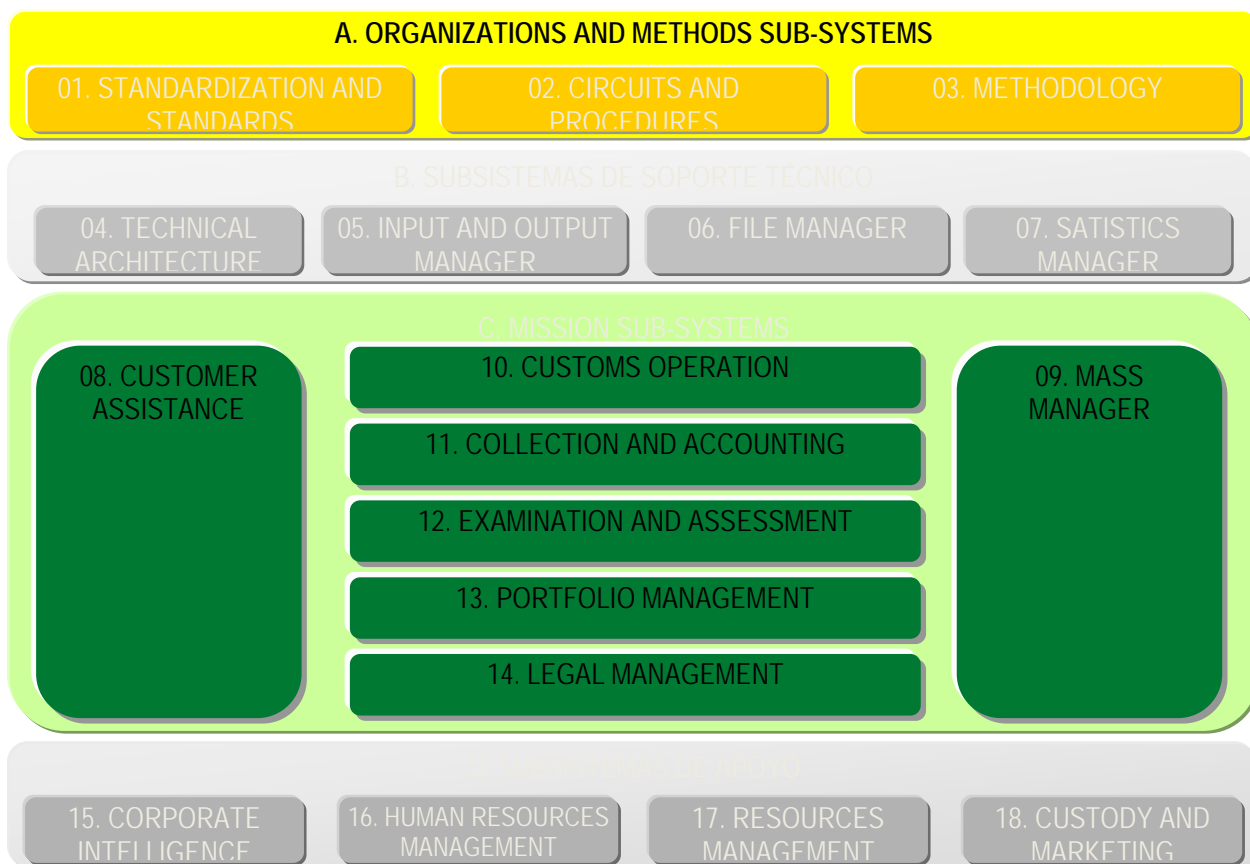 A. ORGANIZATIONS AND METHODS SUB-SYSTEMS
01. STANDARDIZATION AND
STANDARDS
02. CIRCUITS AND
PROCEDURES
03. METHODOLOGY
B. SUBSISTEMAS DE SOPORTE TÉCNICO
04. TECHNICAL
ARCHITECTURE
05. INPUT AND OUTPUT
MANAGER
06. FILE MANAGER
07. SATISTICS
MANAGER
C. MISSION SUB-SYSTEMS
08. CUSTOMER
ASSISTANCE
10. CUSTOMS OPERATION
11. COLLECTION AND ACCOUNTING
12. EXAMINATION AND ASSESSMENT
13. PORTFOLIO MANAGEMENT
14. LEGAL MANAGEMENT
09. MASS
MANAGER
DE APOYO
15. CORPORATE
INTELLIGENCE
16. HUMAN RESOURCES
MANAGEMENT
17. RESOURCES
MANAGEMENT
18. CUSTODY AND
MARKETING